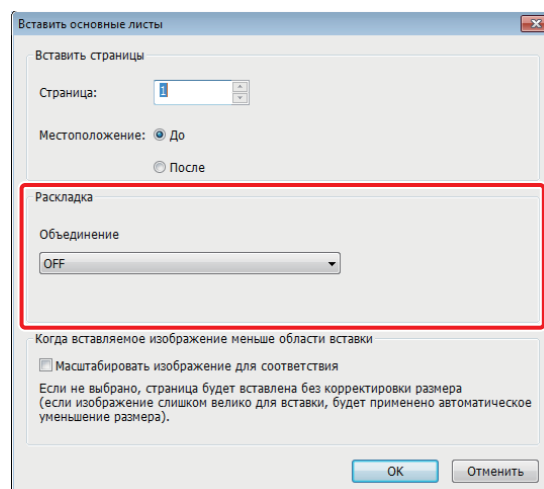 Вставить основные листы
Вставить страницы
Страница: 1
Местоположение: До
После
Раскладка
Объединение
OFF
Когда вставляемое изображение меньше области вставки
Масштабировать изображение для соответствия
Если не выбрано, страница будет вставлена без корректировки размера
(если изображение слишком велико для вставки, будет применено автоматическое
уменьшение размера).
OK Отменить